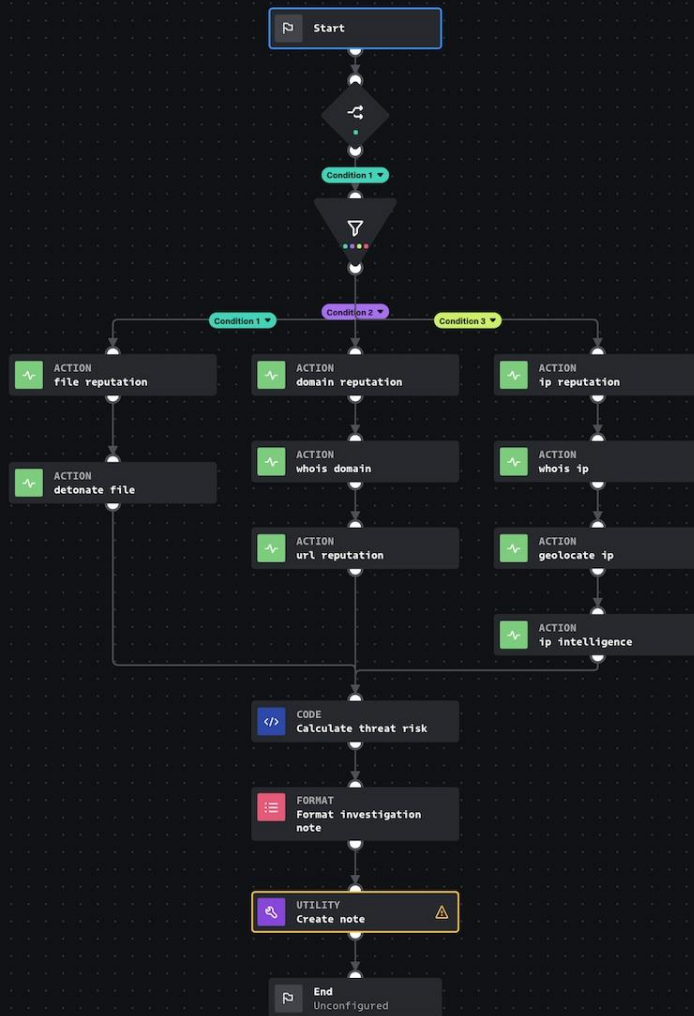 Start
Condition 1
Condition 1
Condition 2
Condition 3
ACTION
file reputation
ACTION
domain reputation
ACTION
ip reputation
ACTION
detonate file
ACTION
whois domain
ACTION
whois ip
ACTION
url reputation
ACTION
geolocate ip
ACTION
ip intelligence
CODE
Calculate threat risk
FORMAT
Format investigation
note
UTILITY
Create note
End
Unconfigured